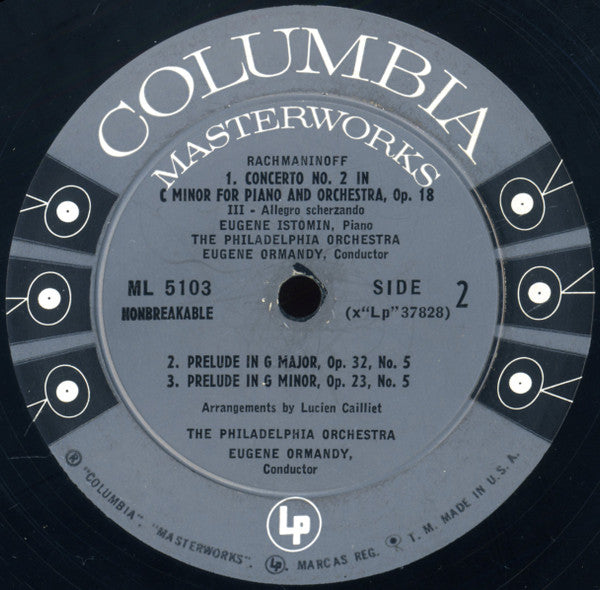 COLUMBIA
MASTERWORKS
RACHMANINOFF
1. CONCERTO NO. 2 IN
C MINOR FOR PIANO AND ORCHESTRA, Op. 18
III - Allegro scherzando
EUGENE ISTOMIN, Piano
THE PHILADELPHIA ORCHESTRA
EUGENE ORMANDY, Conductor
ML 5103
NONBREAKABLE
SIDE 2
(x"Lp"37828)
2. PRELUDE IN G MAJOR, Op. 32, No. 5
3. PRELUDE IN G MINOR, Op. 23, No. 5
Arrangements by Lucien Cailliet
THE PHILADELPHIA ORCHESTRA
EUGENE ORMANDY,
Conductor
Lp
® "COLUMBIA", "MASTERWORKS", Lp. MARCAS REG. ® T. M. MADE IN U. S. A.